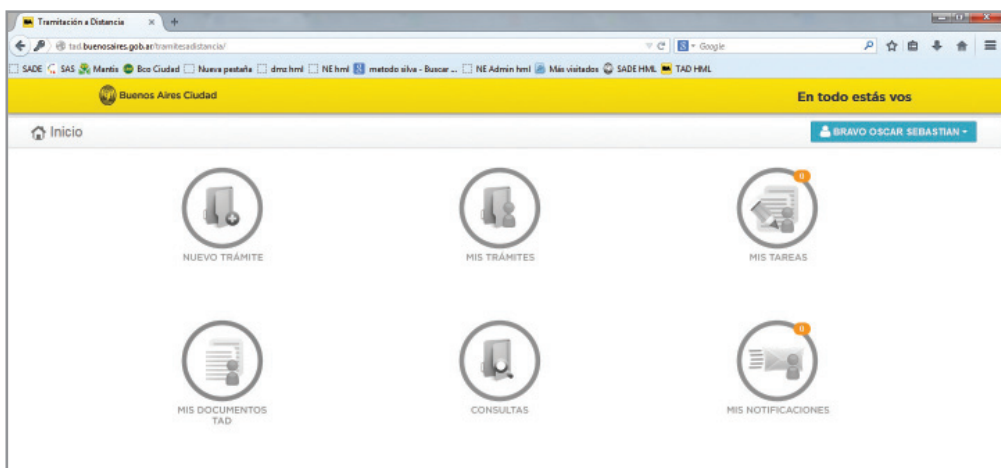 Tramitación a Distancia
tad.buenosaires.gob.ar/tramitesadistancia/
Google
SADE SAS Mantis Bco Ciudad Nueva pestaña dmz hml NE hml metodo silva - Buscar ... NE Admin hml Más visitados SADE HML TAD HML
Buenos Aires Ciudad
En todo estás vos
Inicio
BRAVO OSCAR SEBASTIAN
0
NUEVO TRÁMITE
MIS TRÁMITES
MIS TAREAS
0
MIS DOCUMENTOS
TAD
CONSULTAS
MIS NOTIFICACIONES